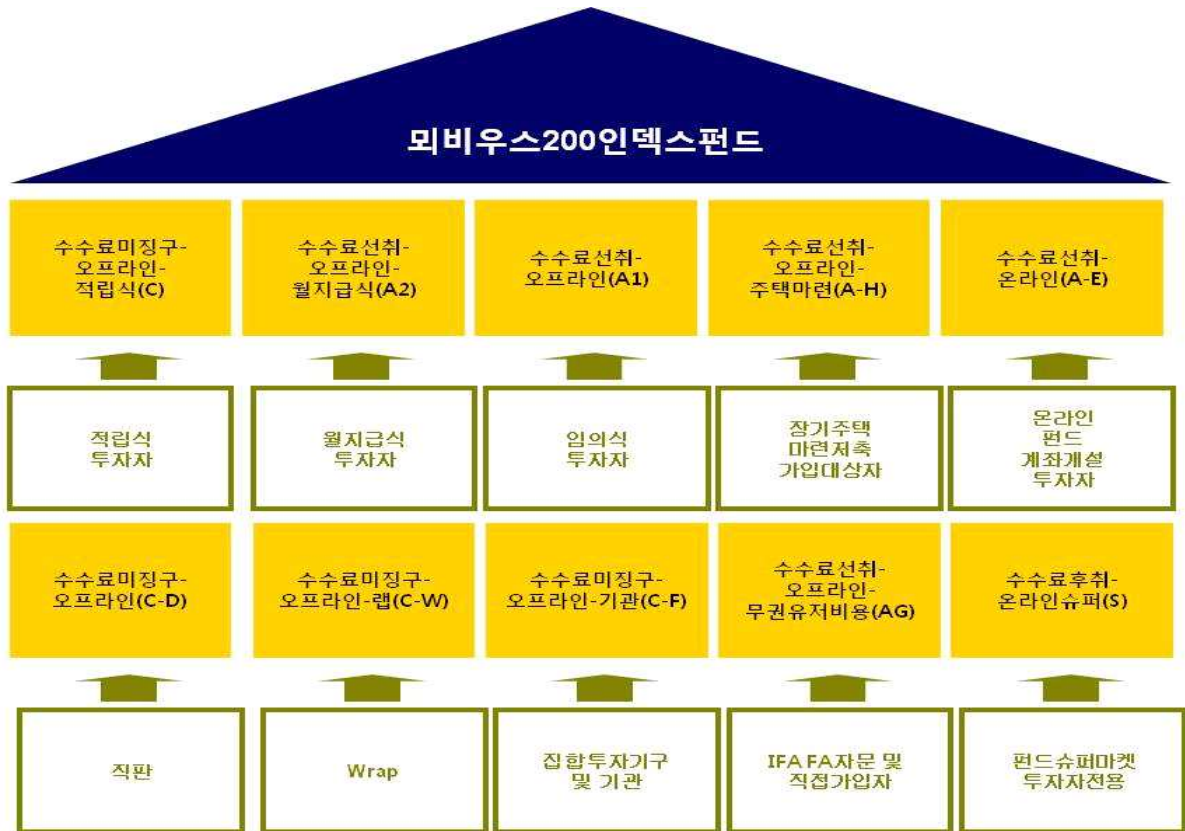 뫼비우스200인덱스펀드
수수료미징구-
오프라인-
적립식(C)
수수료선취-
오프라인-
월지급식(A2)
수수료선취-
오프라인(A1)
수수료선취-
오프라인-
주택마련(A-H)
수수료선취-
온라인(A-E)
적립식
투자자
월지급식
투자자
임의식
투자자
장기주택
마련저축
가입대상자
온라인
펀드
계좌개설
투자자
수수료미징구-
오프라인(C-D)
수수료미징구-
오프라인-랩(C-W)
수수료미징구-
오프라인-기관(C-F)
수수료선취-
오프라인-
무권유저비용(AG)
수수료후취-
온라인슈퍼(S)
직판
Wrap
집합투자기구
및 기관
IFA FA자문 및
직접가입자
펀드슈퍼마켓
투자자전용